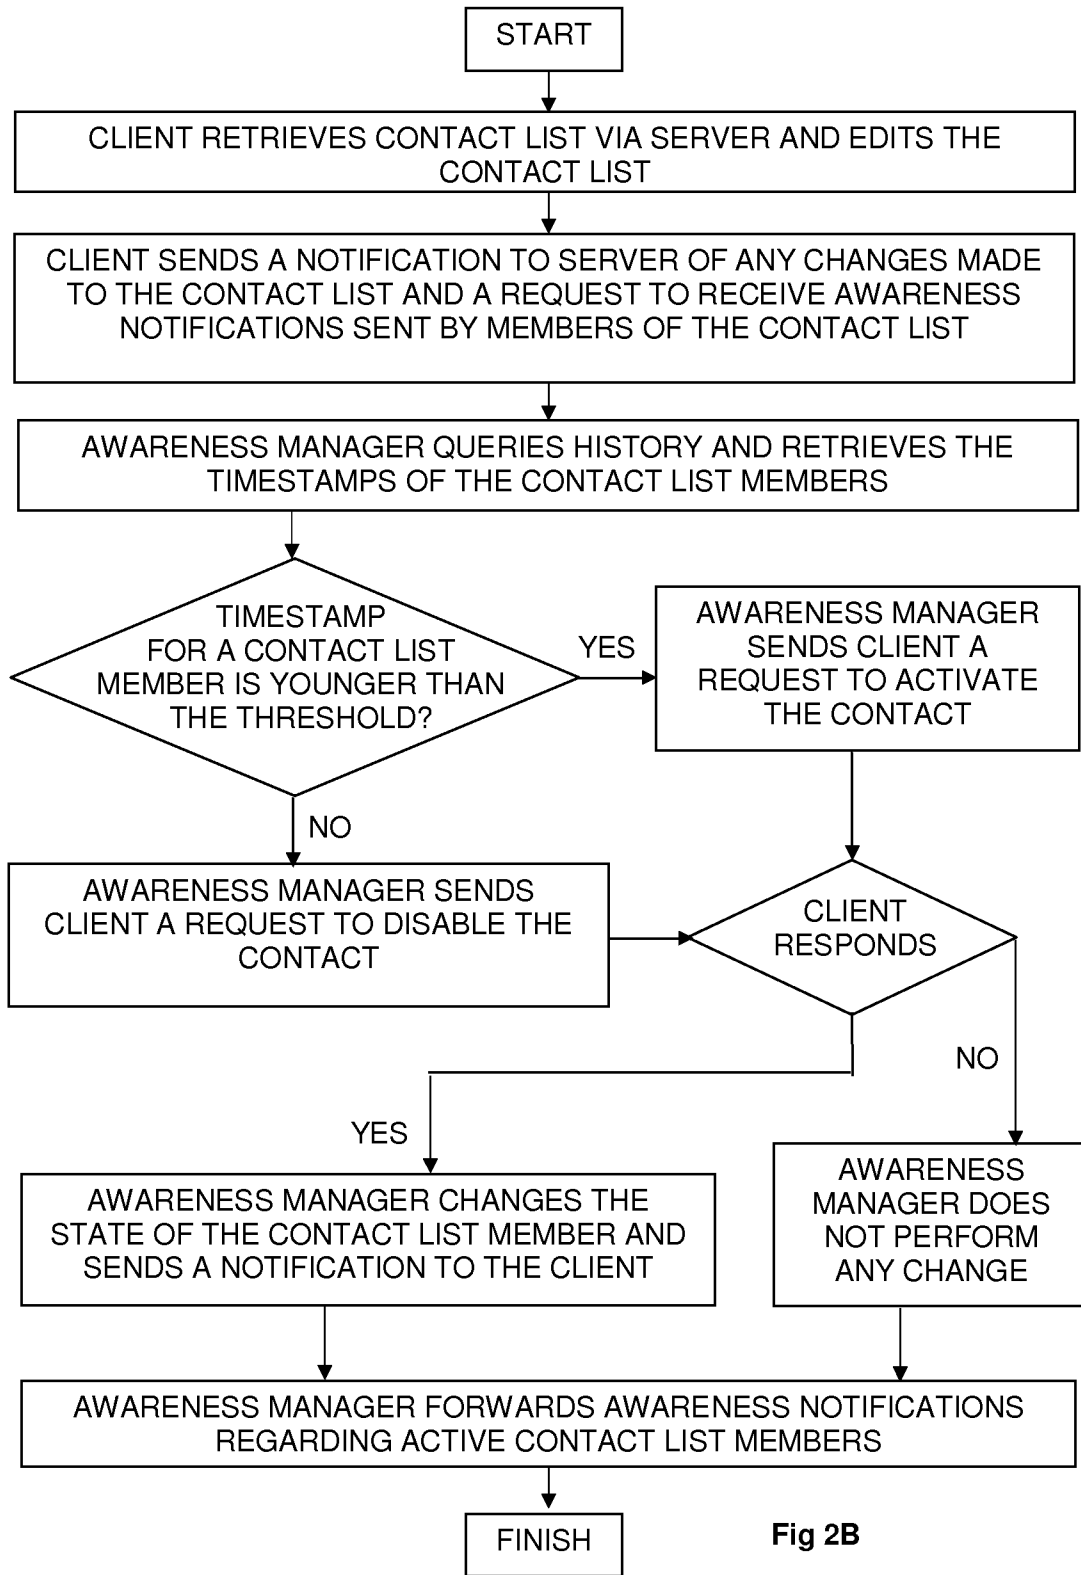 START
CLIENT RETRIEVES CONTACT LIST VIA SERVER AND EDITS THE
CONTACT LIST
CLIENT SENDS A NOTIFICATION TO SERVER OF ANY CHANGES MADE
TO THE CONTACT LIST AND A REQUEST TO RECEIVE AWARENESS
NOTIFICATIONS SENT BY MEMBERS OF THE CONTACT LIST
AWARENESS MANAGER QUERIES HISTORY AND RETRIEVES THE
TIMESTAMPS OF THE CONTACT LIST MEMBERS
TIMESTAMP
FOR A CONTACT LIST
MEMBER IS YOUNGER THAN
THE THRESHOLD?
YES
AWARENESS MANAGER
SENDS CLIENT A
REQUEST TO ACTIVATE
THE CONTACT
NO
AWARENESS MANAGER SENDS
CLIENT A REQUEST TO DISABLE THE
CONTACT
CLIENT
RESPONDS
NO
YES
AWARENESS MANAGER CHANGES THE
STATE OF THE CONTACT LIST MEMBER AND
SENDS A NOTIFICATION TO THE CLIENT
AWARENESS
MANAGER DOES
NOT PERFORM
ANY CHANGE
AWARENESS MANAGER FORWARDS AWARENESS NOTIFICATIONS
REGARDING ACTIVE CONTACT LIST MEMBERS
FINISH
Fig 2B